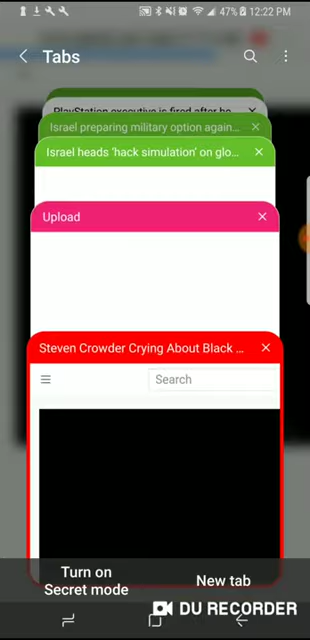 47% 12:22 PM
Tabs
PlayStation executive is fired after be
Israel preparing military option again...
Israel heads 'hack simulation' on glo...
Upload
Steven Crowder Crying About Black ...
Search
Turn on
Secret mode
New tab
DU RECORDER